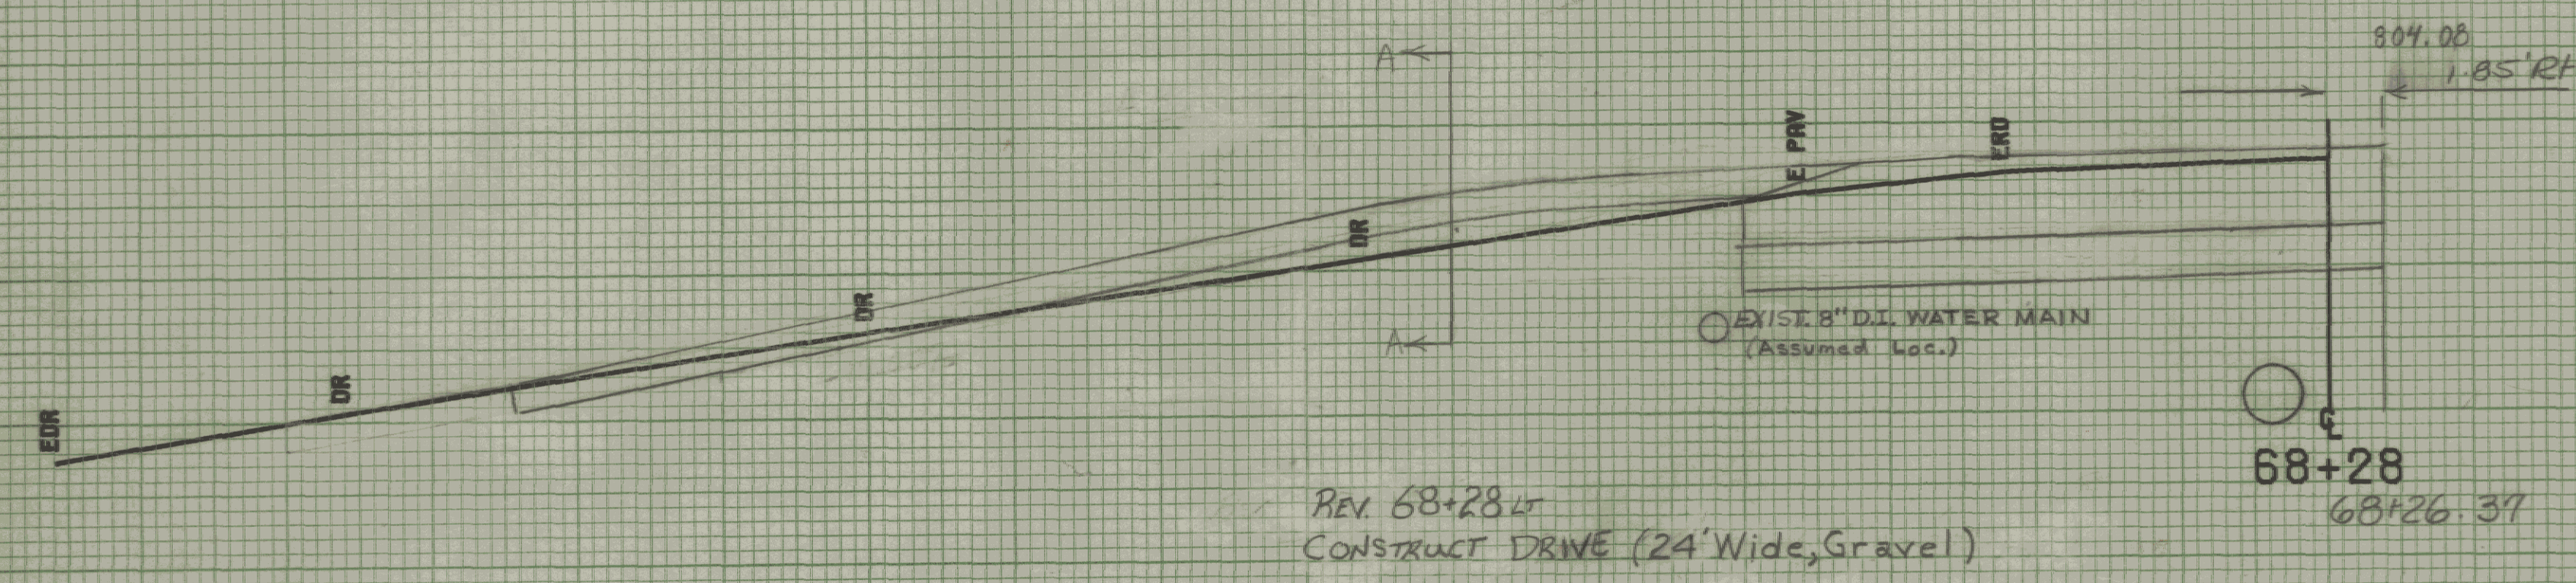 804.08
1.85' Rt
A
E PAV
ERD
DR
DR
A
EXIST. 8" D.I. WATER MAIN
(Assumed Loc.)
DR
EDR
℄
68+28
68+26.37
REV. 68+28 LT
CONSTRUCT DRIVE (24' Wide, Gravel)